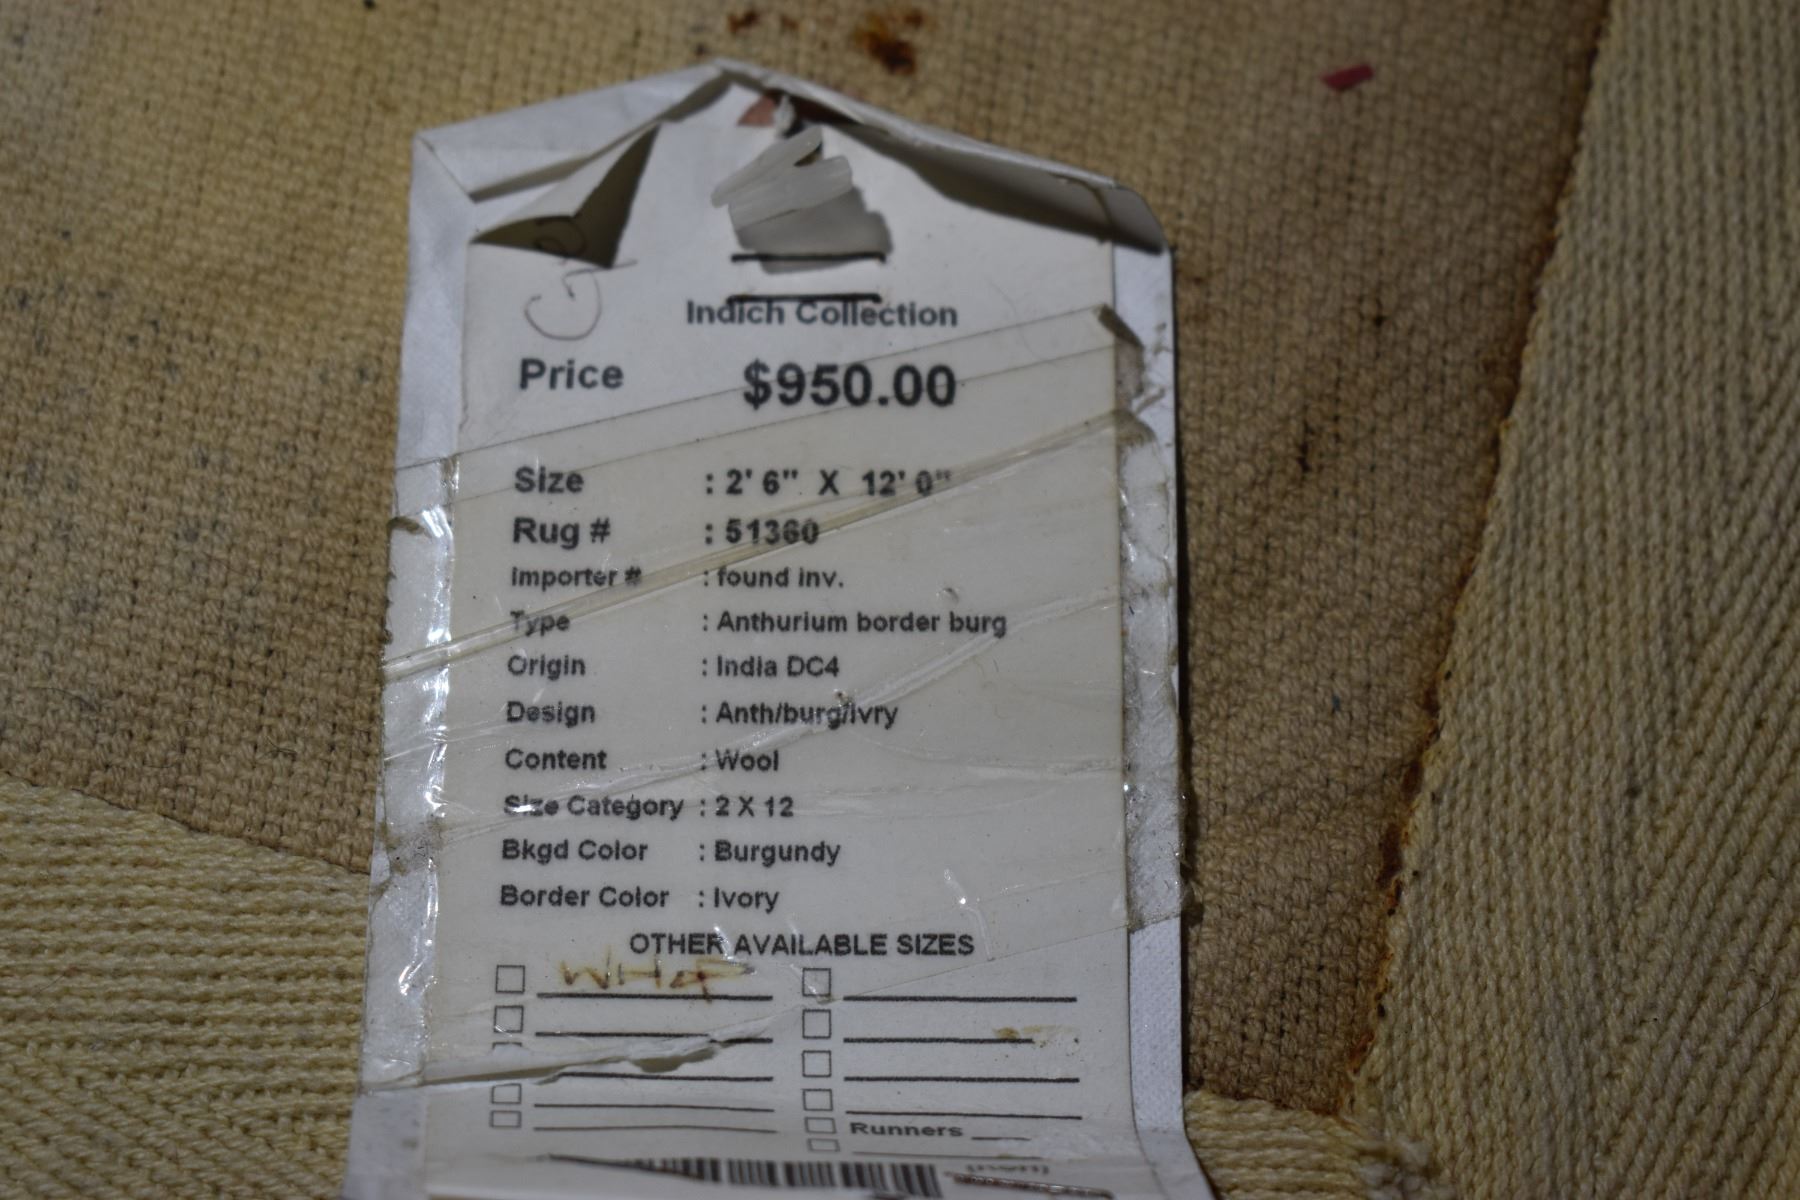 Indich Collection
Price $950.00
Size : 2' 6" X 12' 0"
Rug # : 51360
Importer # : found inv.
Type : Anthurium border burg
Origin : India DC4
Design : Anth/burg/ivry
Content : Wool
Size Category : 2 X 12
Bkgd Color : Burgundy
Border Color : Ivory
OTHER AVAILABLE SIZES
Runners